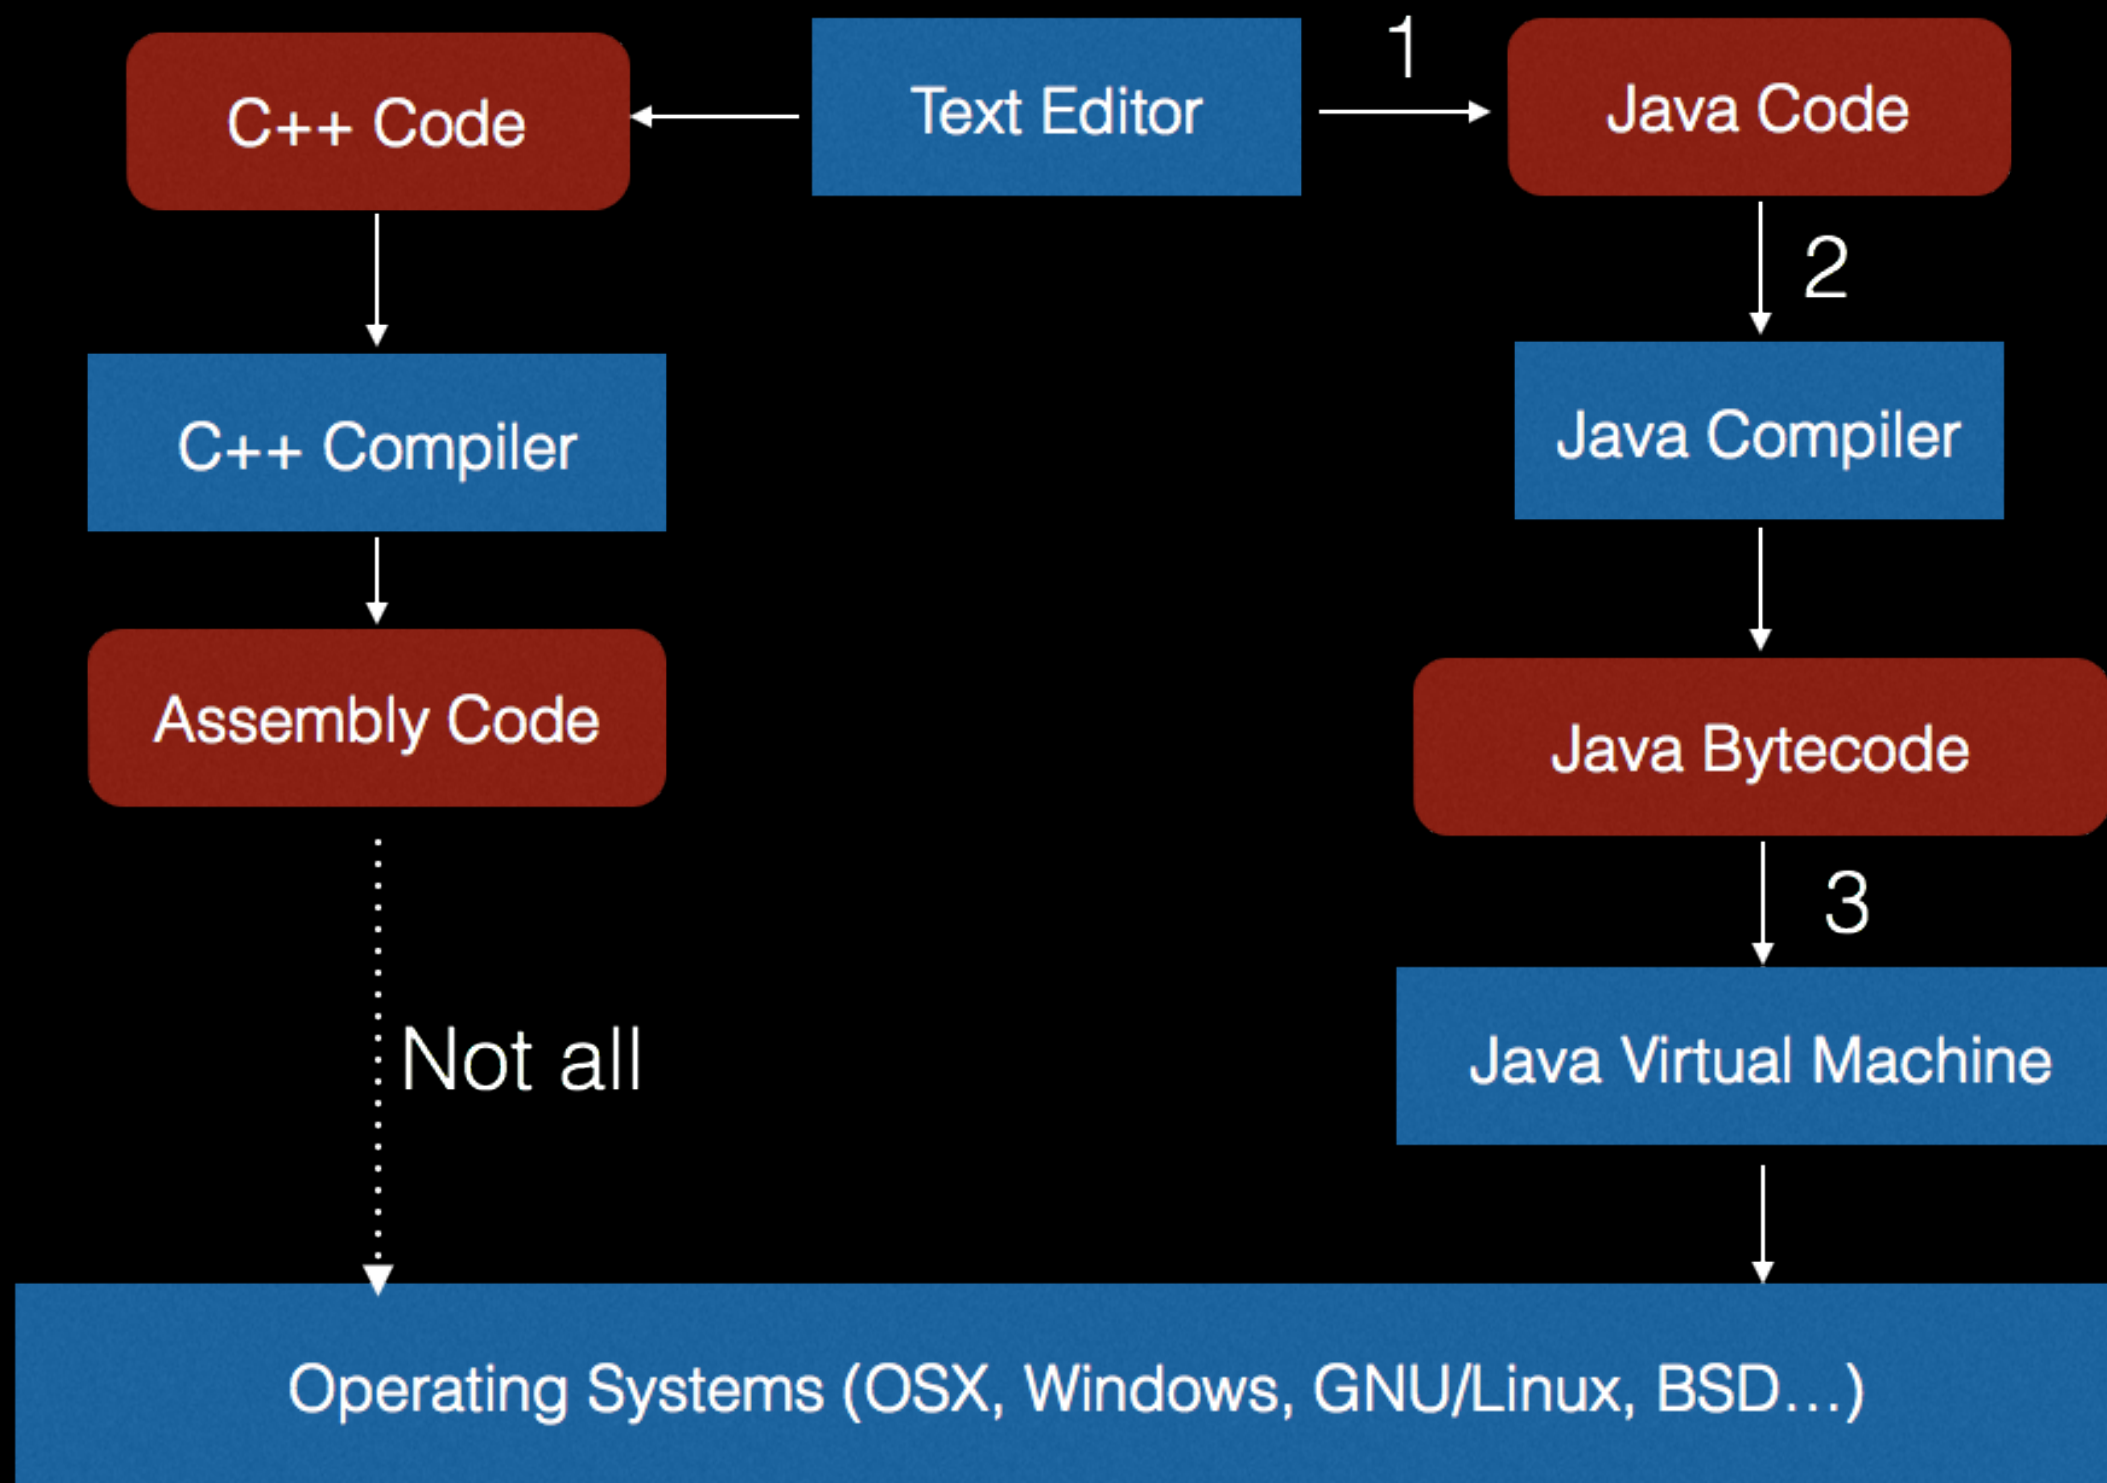 C++ Code
Text Editor
1
Java Code
2
C++ Compiler
Java Compiler
Assembly Code
Java Bytecode
3
Not all
Java Virtual Machine
Operating Systems (OSX, Windows, GNU/Linux, BSD…)